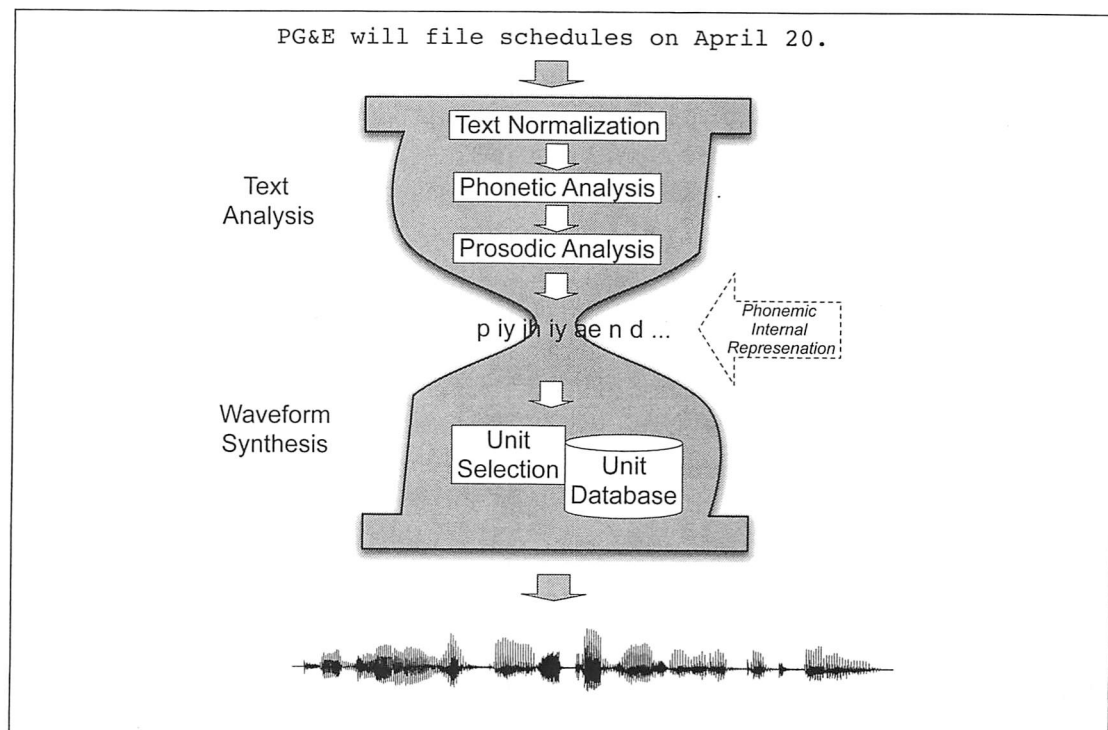 PG&E will file schedules on April 20.
Text Normalization
Phonetic Analysis
Text
Analysis
Prosodic Analysis
p iy jh iy ae n d ...
Phonemic
Internal
Represenation
Waveform
Synthesis
Unit
Selection
Unit
Database